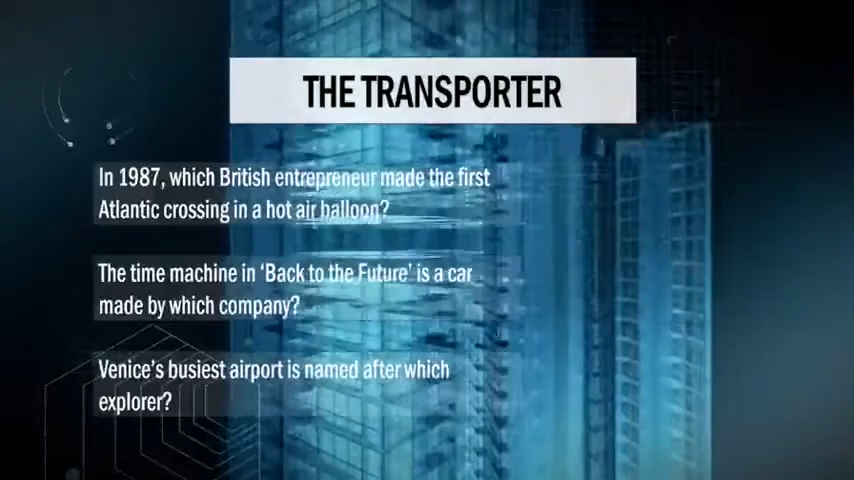 THE TRANSPORTER
In 1987, which British entrepreneur made the first
Atlantic crossing in a hot air balloon?
The time machine in ‘Back to the Future’ is a car
made by which company?
Venice’s busiest airport is named after which
explorer?